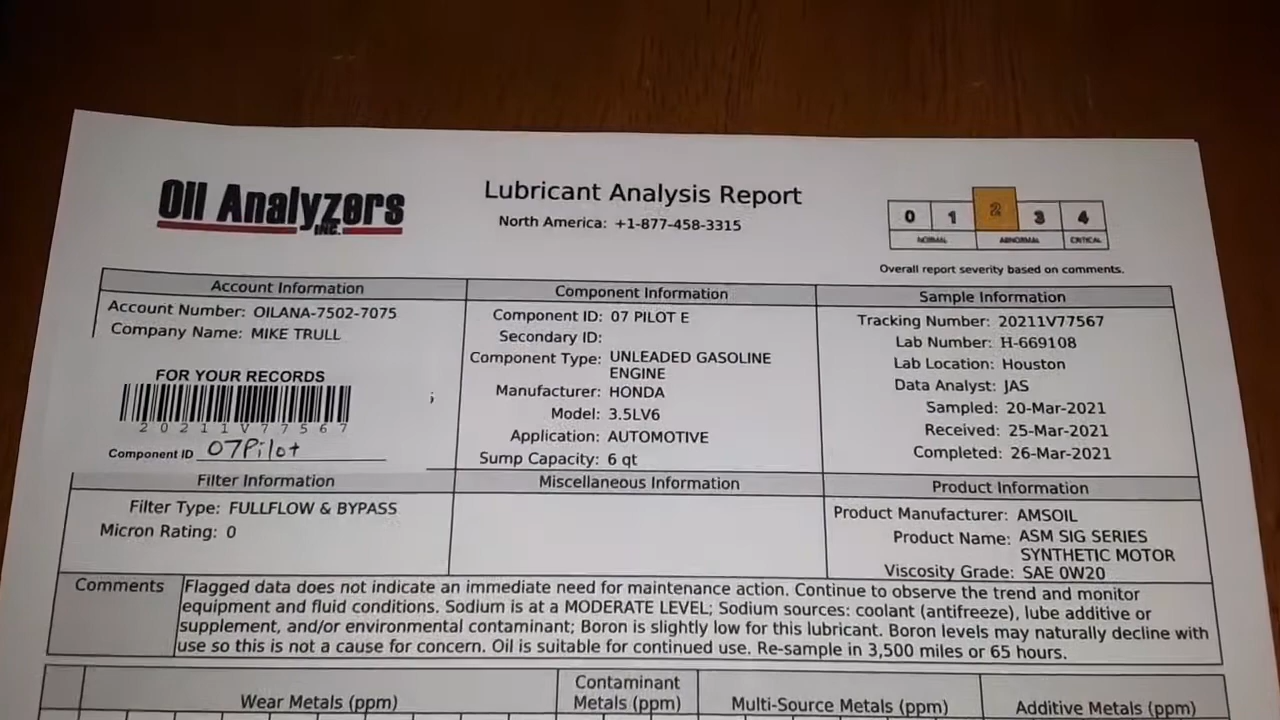 Oil Analyzers INC.
Lubricant Analysis Report
North America: +1-877-458-3315
0 1 2 3 4
NORMAL ABNORMAL CRITICAL
Overall report severity based on comments.
Account Information
Account Number: OILANA-7502-7075
Company Name: MIKE TRULL
FOR YOUR RECORDS
20211V77567
Component ID 07Pilot
Component Information
Component ID: 07 PILOT E
Secondary ID:
Component Type: UNLEADED GASOLINE
ENGINE
Manufacturer: HONDA
Model: 3.5LV6
Application: AUTOMOTIVE
Sump Capacity: 6 qt
Sample Information
Tracking Number: 20211V77567
Lab Number: H-669108
Lab Location: Houston
Data Analyst: JAS
Sampled: 20-Mar-2021
Received: 25-Mar-2021
Completed: 26-Mar-2021
Filter Information
Filter Type: FULLFLOW & BYPASS
Micron Rating: 0
Miscellaneous Information
Product Information
Product Manufacturer: AMSOIL
Product Name: ASM SIG SERIES
SYNTHETIC MOTOR
Viscosity Grade: SAE 0W20
Comments
Flagged data does not indicate an immediate need for maintenance action. Continue to observe the trend and monitor
equipment and fluid conditions. Sodium is at a MODERATE LEVEL; Sodium sources: coolant (antifreeze), lube additive or
supplement, and/or environmental contaminant; Boron is slightly low for this lubricant. Boron levels may naturally decline with
use so this is not a cause for concern. Oil is suitable for continued use. Re-sample in 3,500 miles or 65 hours.
Wear Metals (ppm)
Contaminant
Metals (ppm)
Multi-Source Metals (ppm)
Additive Metals (ppm)